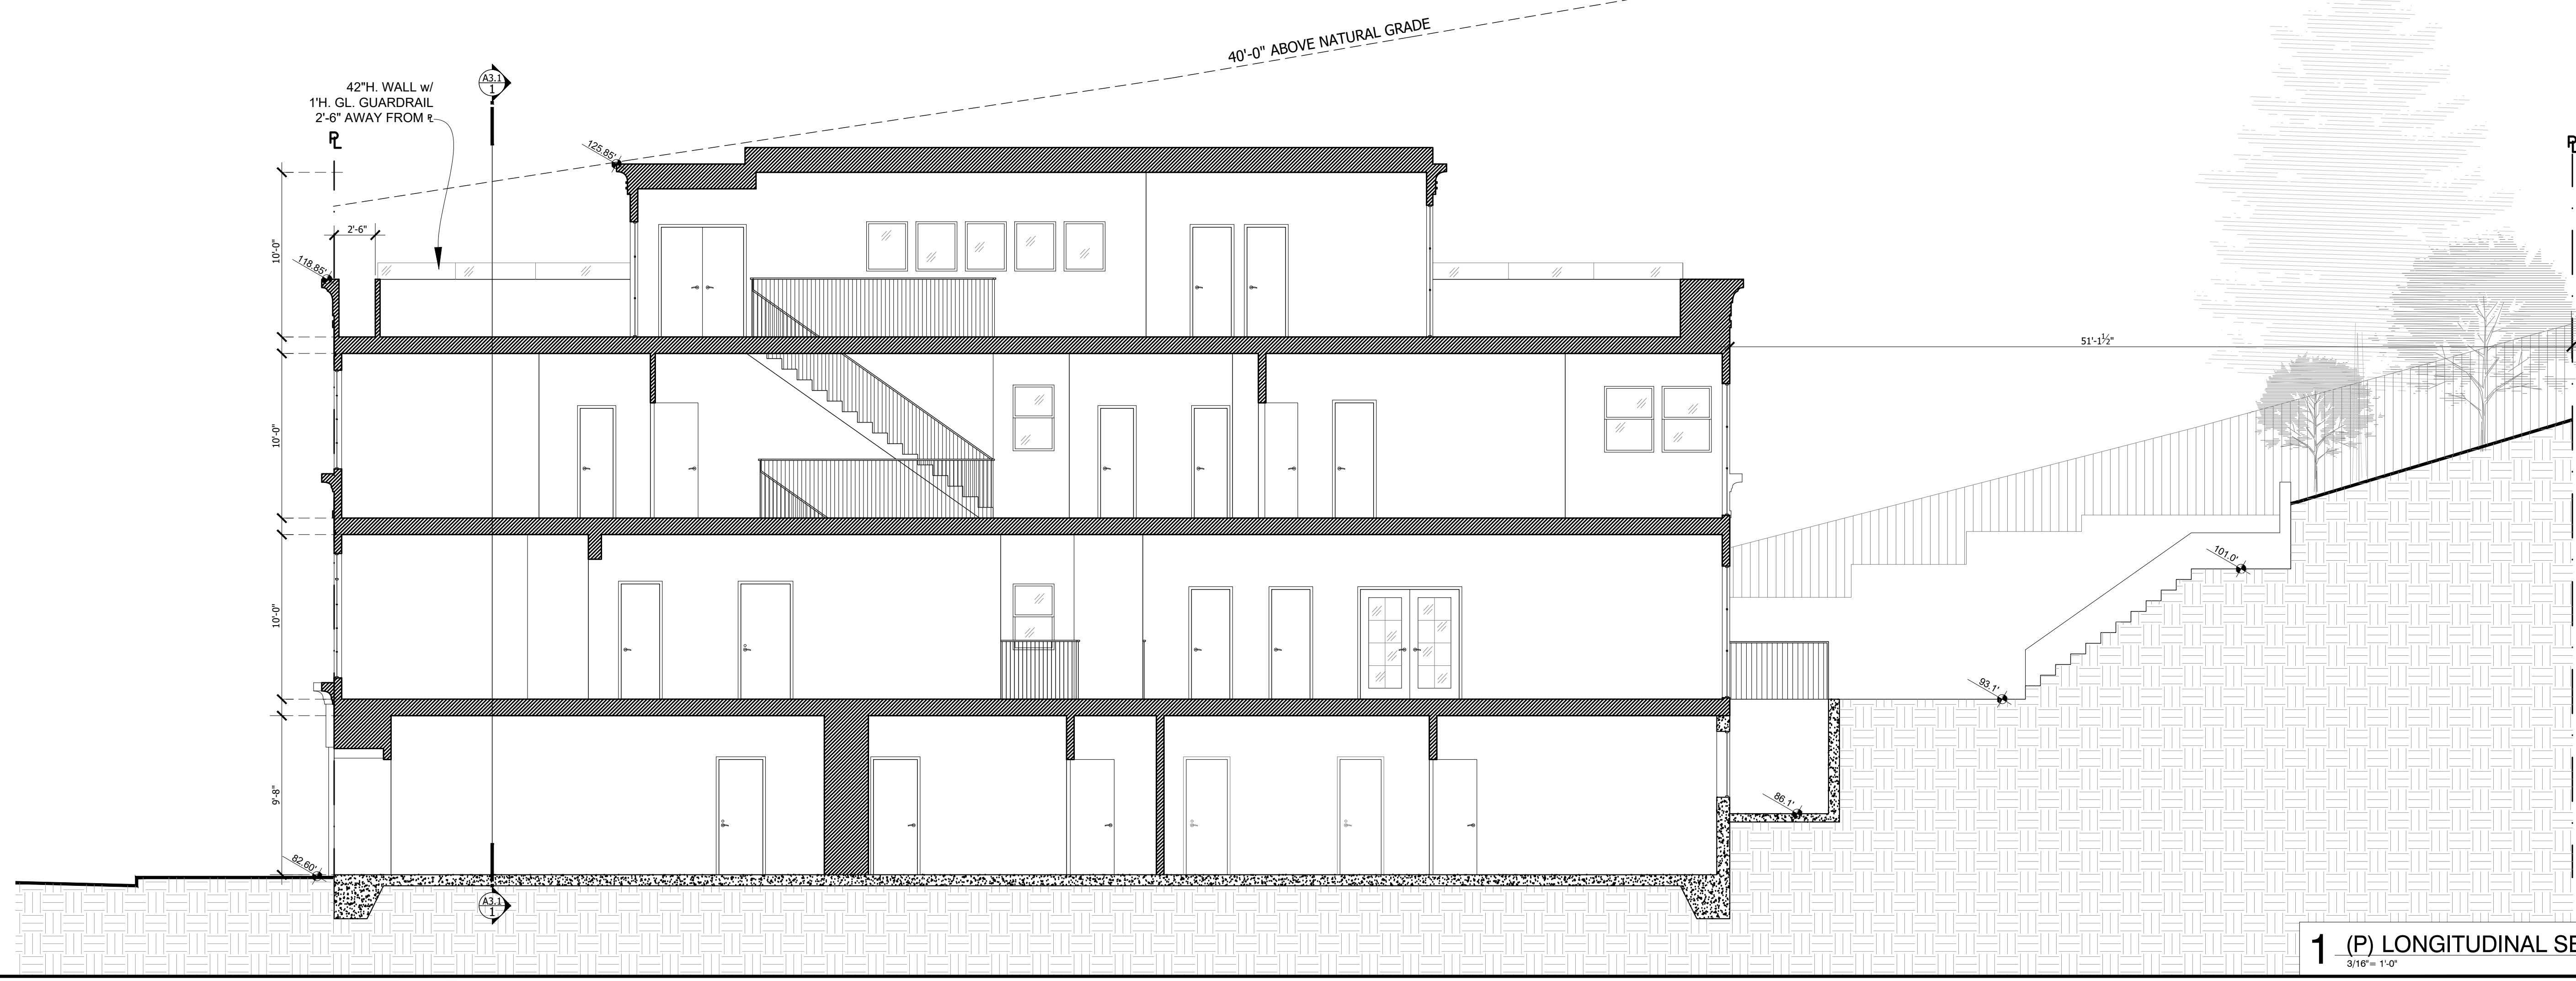 40'-0" ABOVE NATURAL GRADE
42"H. WALL w/
1'H. GL. GUARDRAIL
2'-6" AWAY FROM ℄
A3.1
1
PL
PL
125.85'
2'-6"
118.85'
10'-0"
51'-1½"
10'-0"
101.0'
10'-0"
93.1'
9'-8"
86.1'
82.60'
A3.1
1
1 (P) LONGITUDINAL SE
3/16"= 1'-0"